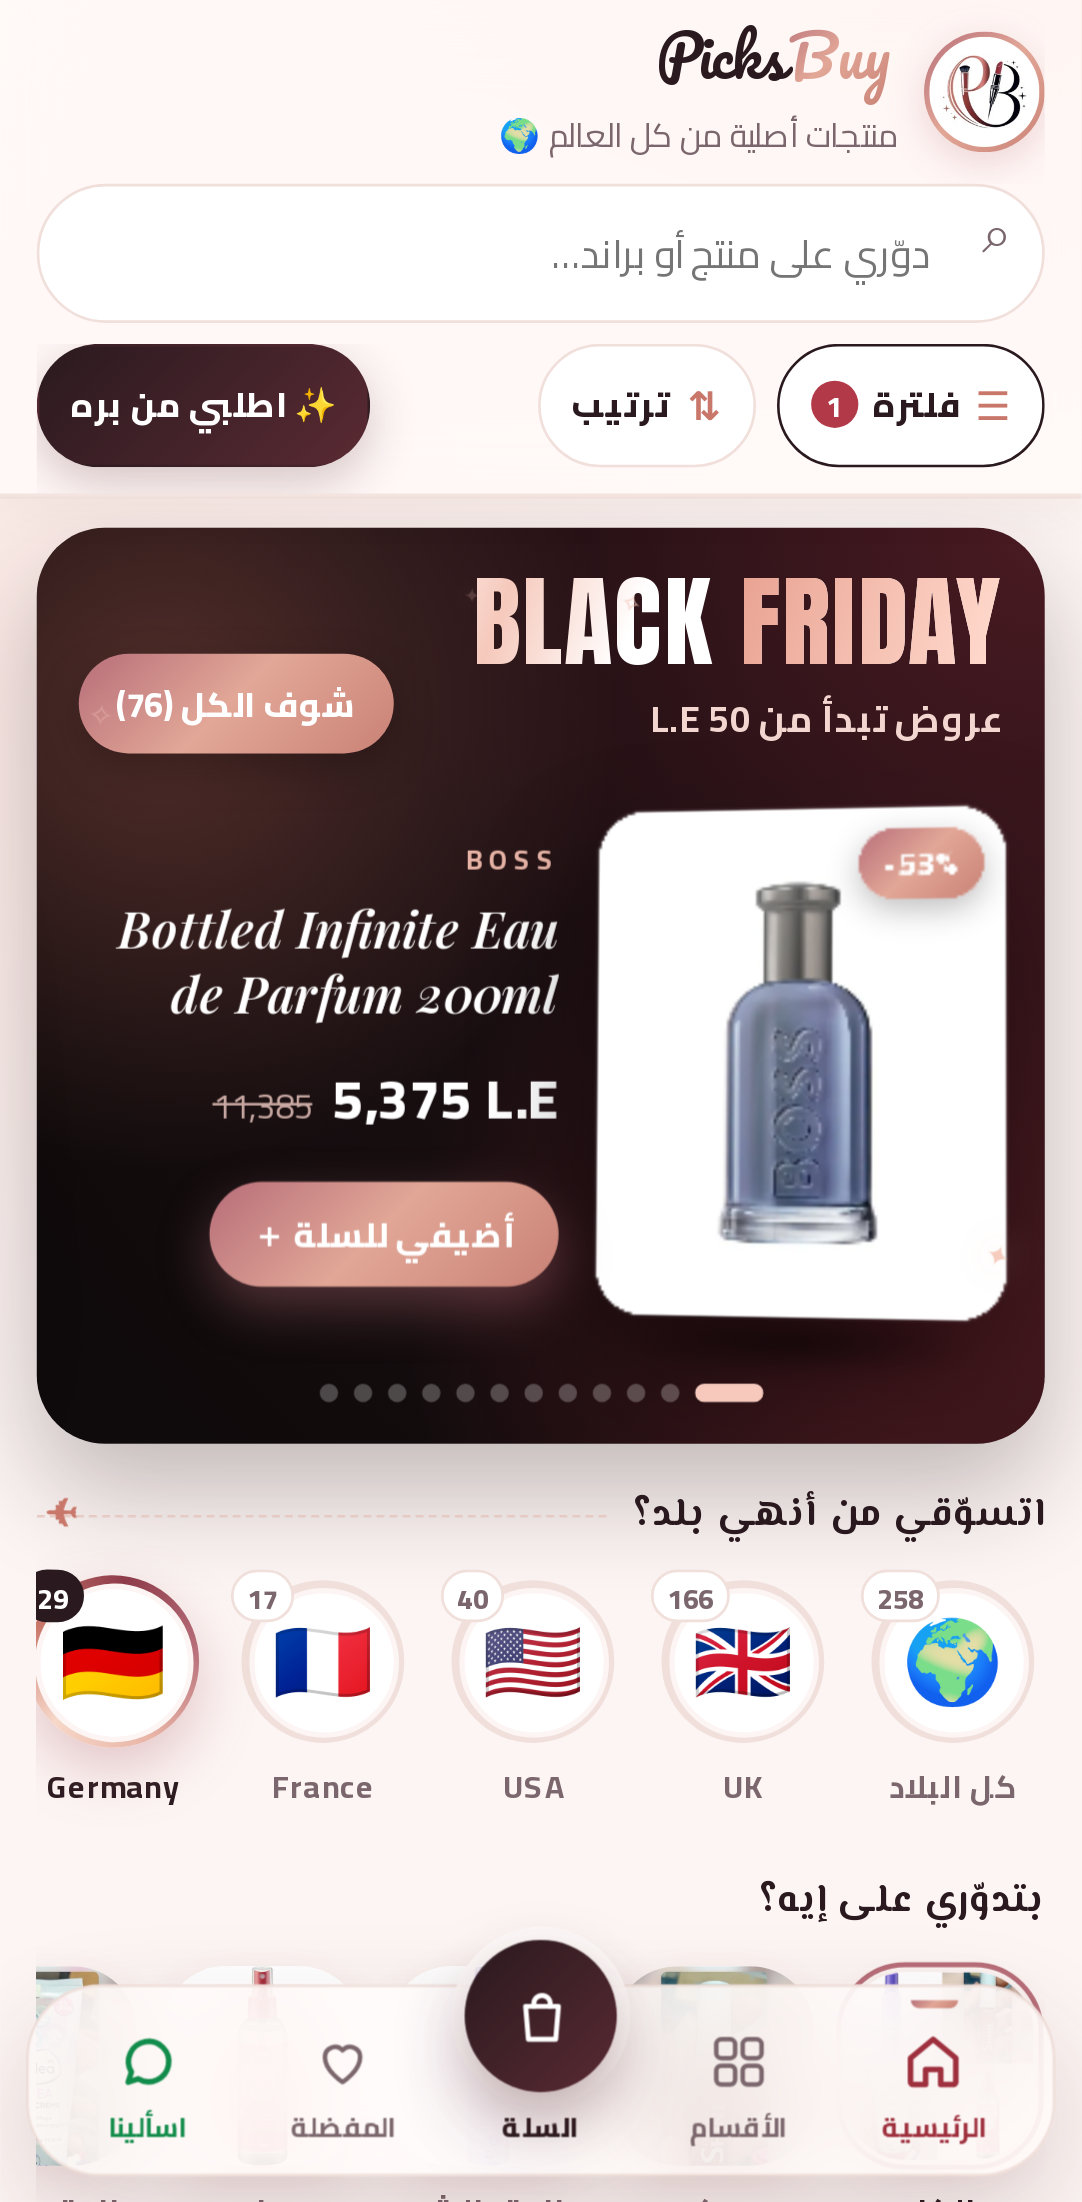 PicksBuy
منتجات أصلية من كل العالم 🌍
دوّري على منتج أو براند...
فلترة 1
ترتيب
✨ اطلبي من بره
BLACK FRIDAY
عروض تبدأ من 50 L.E
شوف الكل (76)
-53%
BOSS
BOSS
Bottled Infinite Eau
de Parfum 200ml
5,375 L.E 11,385
أضيفي للسلة +
اتسوّقي من أنهي بلد؟
258
166
40
17
29
كل البلاد
UK
USA
France
Germany
بتدوّري على إيه؟
الرئيسية
الأقسام
السلة
المفضلة
اسألينا